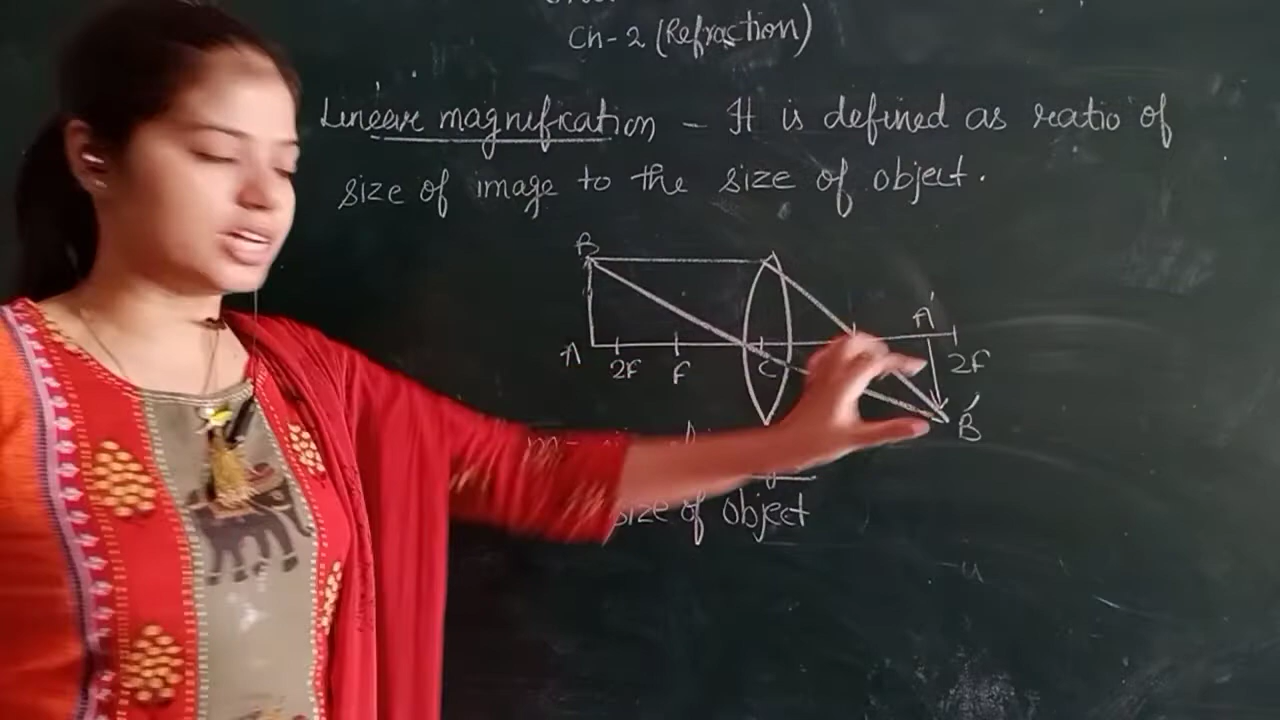 Ch-2 (Refraction)
Linear magnification - It is defined as ratio of
size of image to the size of object.
B
A'
A 2F F C 2F
B'
m
size of object
-u